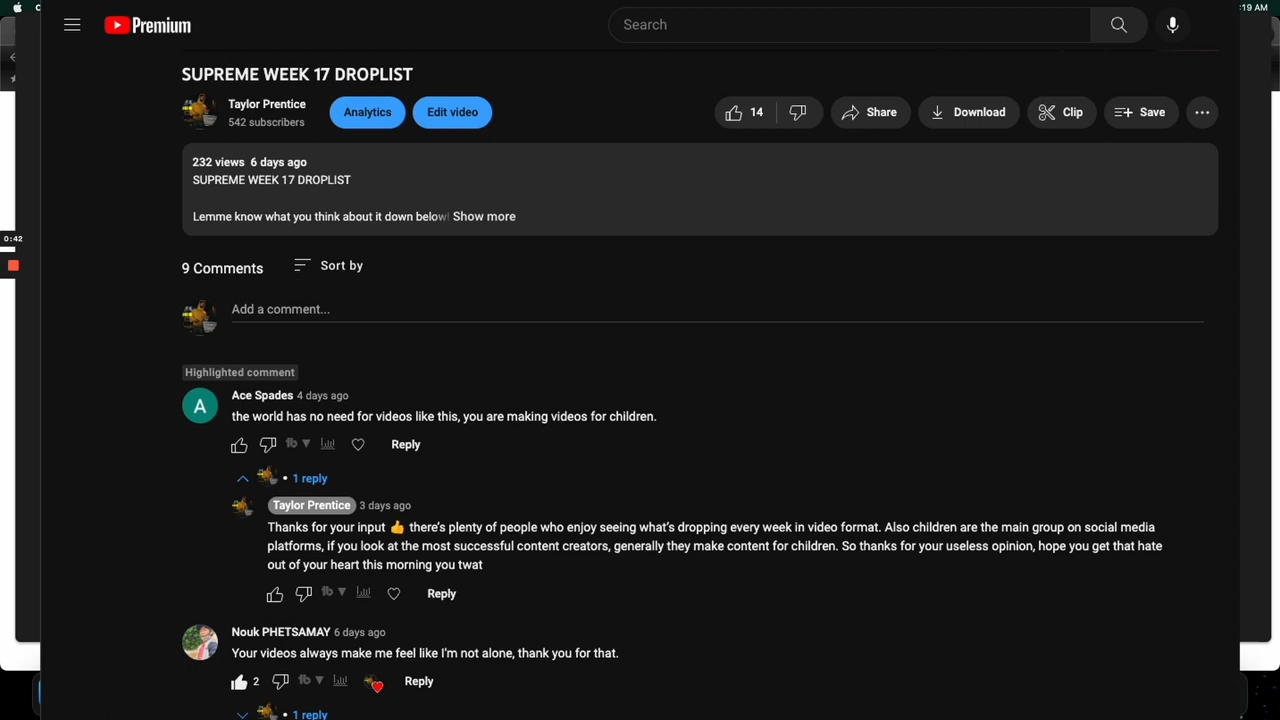 :19 AM
Premium
Search
SUPREME WEEK 17 DROPLIST
Taylor Prentice
542 subscribers
Analytics
Edit video
14
Share
Download
Clip
Save
232 views 6 days ago
SUPREME WEEK 17 DROPLIST
Lemme know what you think about it down below! Show more
0:42
9 Comments
Sort by
Add a comment...
Highlighted comment
A
Ace Spades 4 days ago
the world has no need for videos like this, you are making videos for children.
Reply
• 1 reply
Taylor Prentice 3 days ago
Thanks for your input 👍 there's plenty of people who enjoy seeing what's dropping every week in video format. Also children are the main group on social media
platforms, if you look at the most successful content creators, generally they make content for children. So thanks for your useless opinion, hope you get that hate
out of your heart this morning you twat
Reply
Nouk PHETSAMAY 6 days ago
Your videos always make me feel like I'm not alone, thank you for that.
2
Reply
1 reply